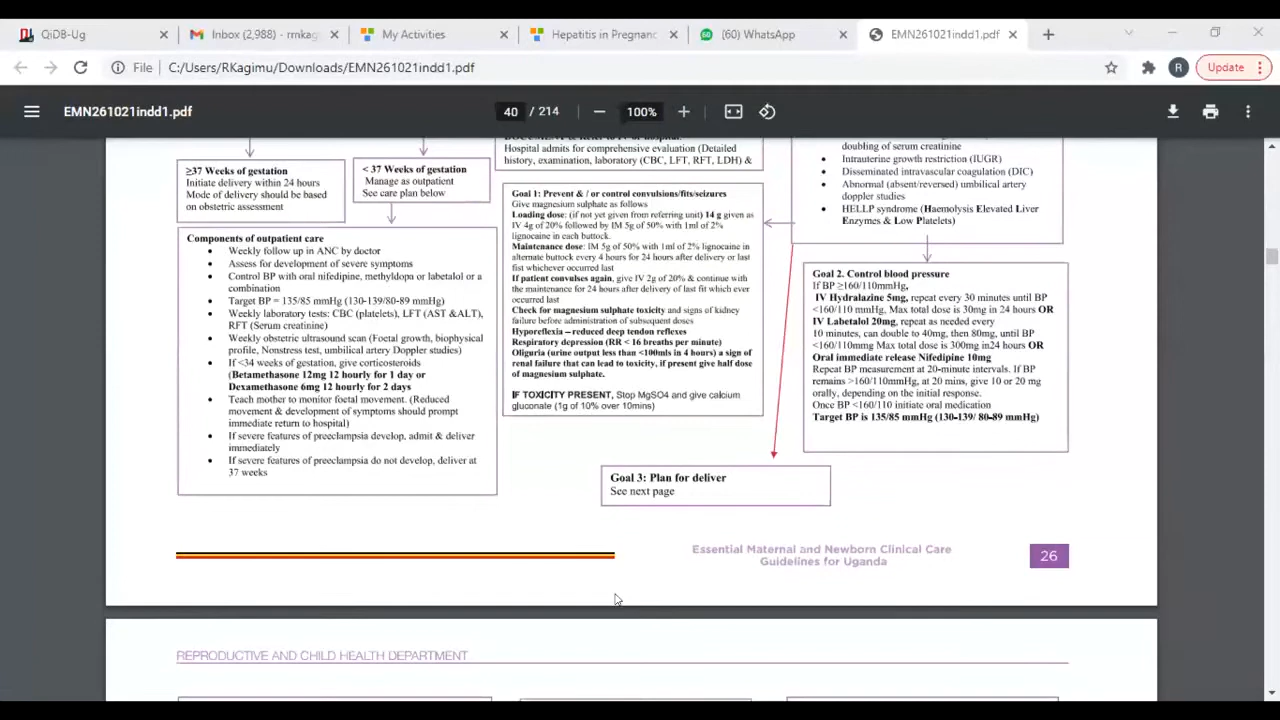 QiDB-Ug
Inbox (2,988) - rmkag
My Activities
Hepatitis in Pregnanc
(60) WhatsApp
EMN261021indd1.pdf
File
C:/Users/RKagimu/Downloads/EMN261021indd1.pdf
R
Update
EMN261021indd1.pdf
40 / 214
100%
≥37 Weeks of gestation
Initiate delivery within 24 hours
Mode of delivery should be based
on obstetric assessment
< 37 Weeks of gestation
Manage as outpatient
See care plan below
Hospital admits for comprehensive evaluation (Detailed
history, examination, laboratory (CBC, LFT, RFT, LDH) &
doubling of serum creatinine
• Intrauterine growth restriction (IUGR)
• Disseminated intravascular coagulation (DIC)
• Abnormal (absent/reversed) umbilical artery
doppler studies
• HELLP syndrome (Haemolysis Elevated Liver
Enzymes & Low Platelets)
Components of outpatient care
• Weekly follow up in ANC by doctor
• Assess for development of severe symptoms
• Control BP with oral nifedipine, methyldopa or labetalol or a
combination
• Target BP = 135/85 mmHg (130-139/80-89 mmHg)
• Weekly laboratory tests: CBC (platelets), LFT (AST &ALT),
RFT (Serum creatinine)
• Weekly obstetric ultrasound scan (Foetal growth, biophysical
profile, Nonstress test, umbilical artery Doppler studies)
• If <34 weeks of gestation, give corticosteroids
(Betamethasone 12mg 12 hourly for 1 day or
Dexamethasone 6mg 12 hourly for 2 days
• Teach mother to monitor foetal movement. (Reduced
movement & development of symptoms should prompt
immediate return to hospital)
• If severe features of preeclampsia develop, admit & deliver
immediately
• If severe features of preeclampsia do not develop, deliver at
37 weeks
Goal 1: Prevent & / or control convulsions/fits/seizures
Give magnesium sulphate as follows
Loading dose: (if not yet given from referring unit) 14 g given as
IV 4g of 20% followed by IM 5g of 50% with 1ml of 2%
lignocaine in each buttock.
Maintenance dose: IM 5g of 50% with 1ml of 2% lignocaine in
alternate buttock every 4 hours for 24 hours after delivery or last
fist whichever occurred last
If patient convulses again, give IV 2g of 20% & continue with
the maintenance for 24 hours after delivery of last fit which ever
occurred last
Check for magnesium sulphate toxicity and signs of kidney
failure before administration of subsequent doses
Hyporeflexia – reduced deep tendon reflexes
Respiratory depression (RR < 16 breaths per minute)
Oliguria (urine output less than <100mls in 4 hours) a sign of
renal failure that can lead to toxicity, if present give half dose
of magnesium sulphate.
IF TOXICITY PRESENT, Stop MgSO4 and give calcium
gluconate (1g of 10% over 10mins)
Goal 2. Control blood pressure
If BP ≥160/110mmHg,
IV Hydralazine 5mg, repeat every 30 minutes until BP
<160/110 mmHg, Max total dose is 30mg in 24 hours OR
IV Labetalol 20mg, repeat as needed every
10 minutes, can double to 40mg, then 80mg, until BP
<160/110mmg Max total dose is 300mg in24 hours OR
Oral immediate release Nifedipine 10mg
Repeat BP measurement at 20-minute intervals. If BP
remains >160/110mmHg, at 20 mins, give 10 or 20 mg
orally, depending on the initial response.
Once BP <160/110 initiate oral medication
Target BP is 135/85 mmHg (130-139/ 80-89 mmHg)
Goal 3: Plan for deliver
See next page
Essential Maternal and Newborn Clinical Care
Guidelines for Uganda
26
REPRODUCTIVE AND CHILD HEALTH DEPARTMENT